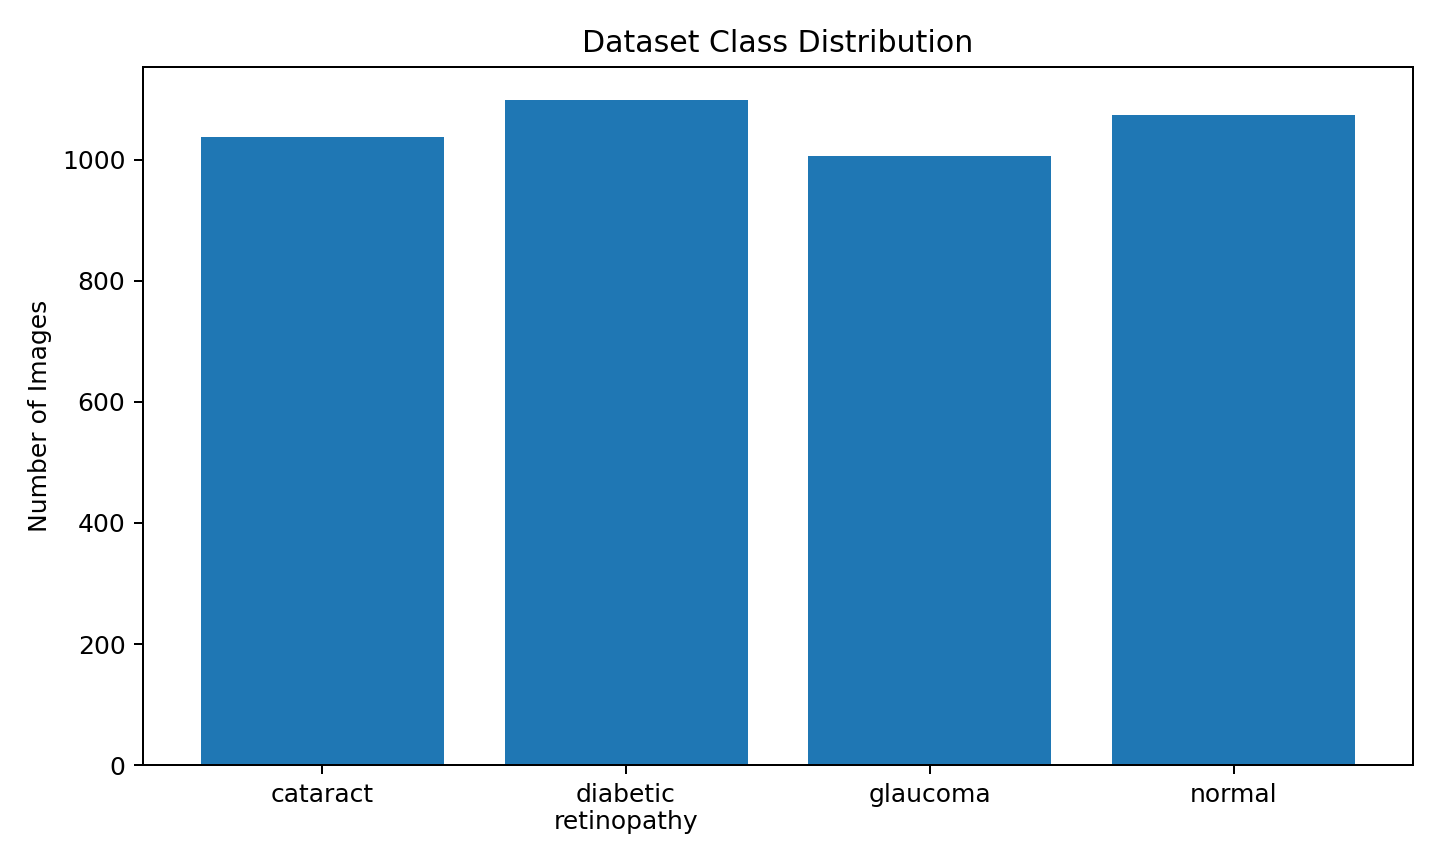 Dataset Class Distribution
Number of Images
1000
800
600
400
200
0
cataract
diabetic
retinopathy
glaucoma
normal